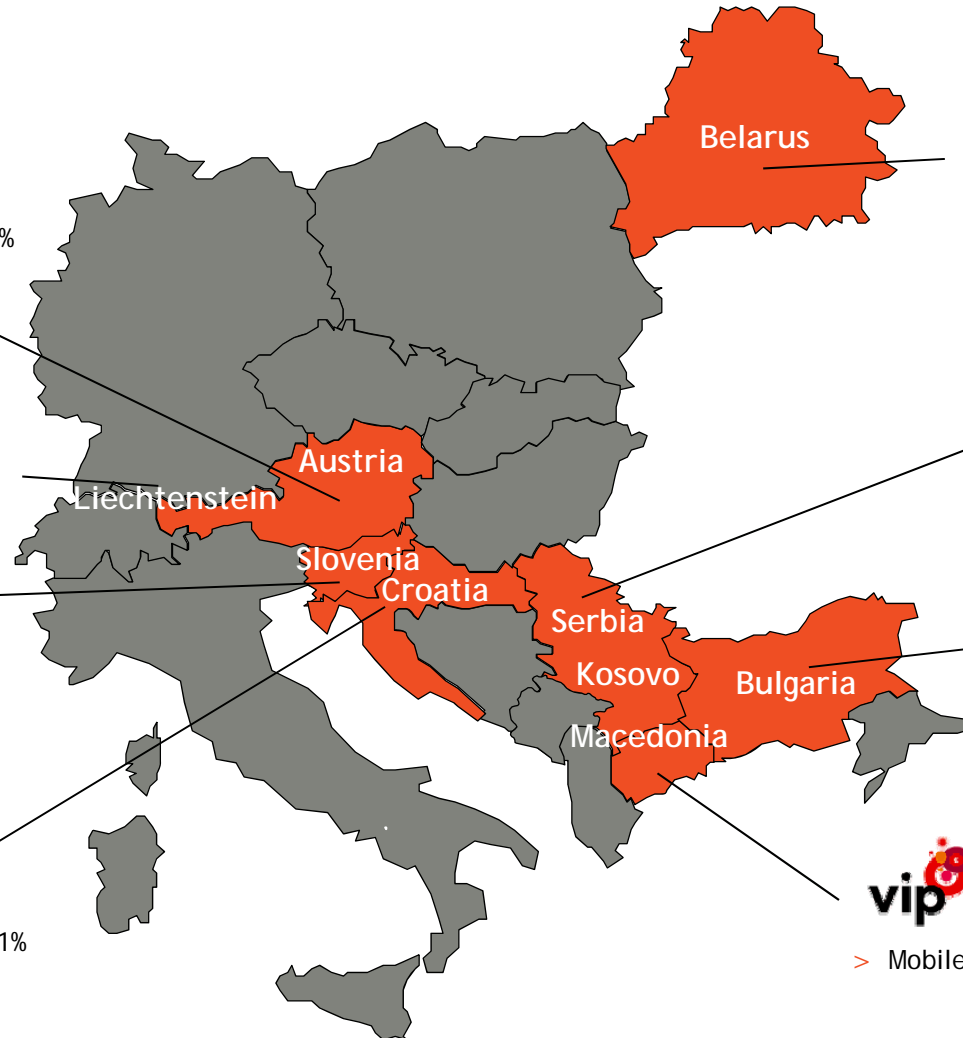 Belarus
%
Austria
Liechtenstein
Slovenia
Croatia
Serbia
Kosovo
Bulgaria
Macedonia
vip
1%
> Mobile